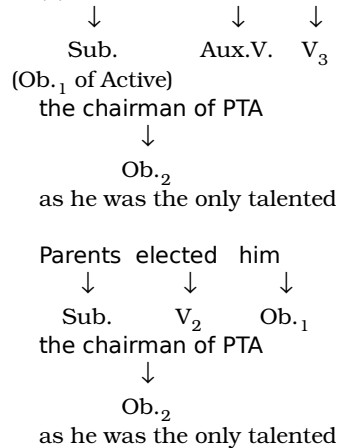 ↓ ↓ ↓
Sub. Aux.V. V₃
(Ob.₁ of Active)
the chairman of PTA
↓
Ob.₂
as he was the only talented
Parents elected him
↓ ↓ ↓
Sub. V₂ Ob.₁
the chairman of PTA
↓
Ob.₂
as he was the only talented